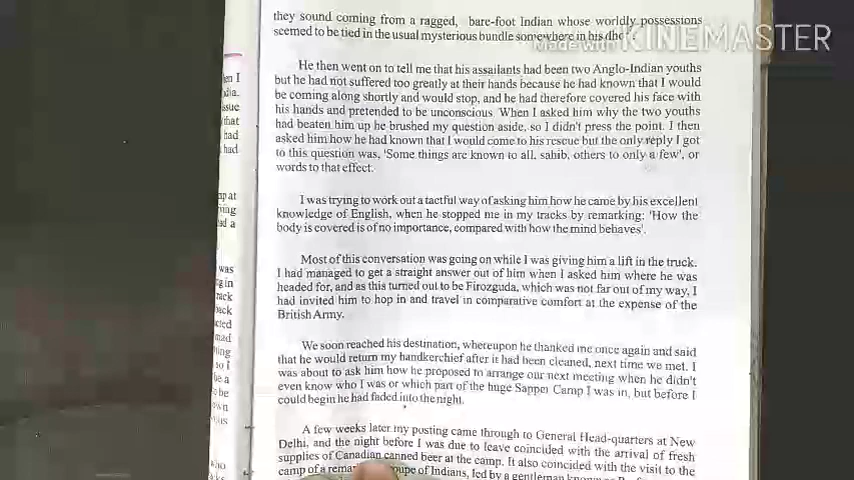 they sound coming from a ragged, bare-foot Indian whose worldly possessions
seemed to be tied in the usual mysterious bundle somewhere in his
Made with KINEMASTER
He then went on to tell me that his assailants had been two Anglo-Indian youths
but he had not suffered too greatly at their hands because he had known that I would
be coming along shortly and would stop, and he had therefore covered his face with
his hands and pretended to be unconscious. When I asked him why the two youths
had beaten him up he brushed my question aside, so I didn't press the point. I then
asked him how he had known that I would come to his rescue but the only reply I got
to this question was, 'Some things are known to all, sahib, others to only a few', or
words to that effect.
I was trying to work out a tactful way of asking him how he came by his excellent
knowledge of English, when he stopped me in my tracks by remarking: 'How the
body is covered is of no importance, compared with how the mind behaves'.
Most of this conversation was going on while I was giving him a lift in the truck.
I had managed to get a straight answer out of him when I asked him where he was
headed for, and as this turned out to be Firozguda, which was not far out of my way, I
had invited him to hop in and travel in comparative comfort at the expense of the
British Army.
We soon reached his destination, whereupon he thanked me once again and said
that he would return my handkerchief after it had been cleaned, next time we met. I
was about to ask him how he proposed to arrange our next meeting when he didn't
even know who I was or which part of the huge Sapper Camp I was in, but before I
could begin he had faded into the night.
A few weeks later my posting came through to General Head-quarters at New
Delhi, and the night before I was due to leave coincided with the arrival of fresh
supplies of Canadian canned beer at the camp. It also coincided with the visit to the
camp of a of Indians, led by a gentleman